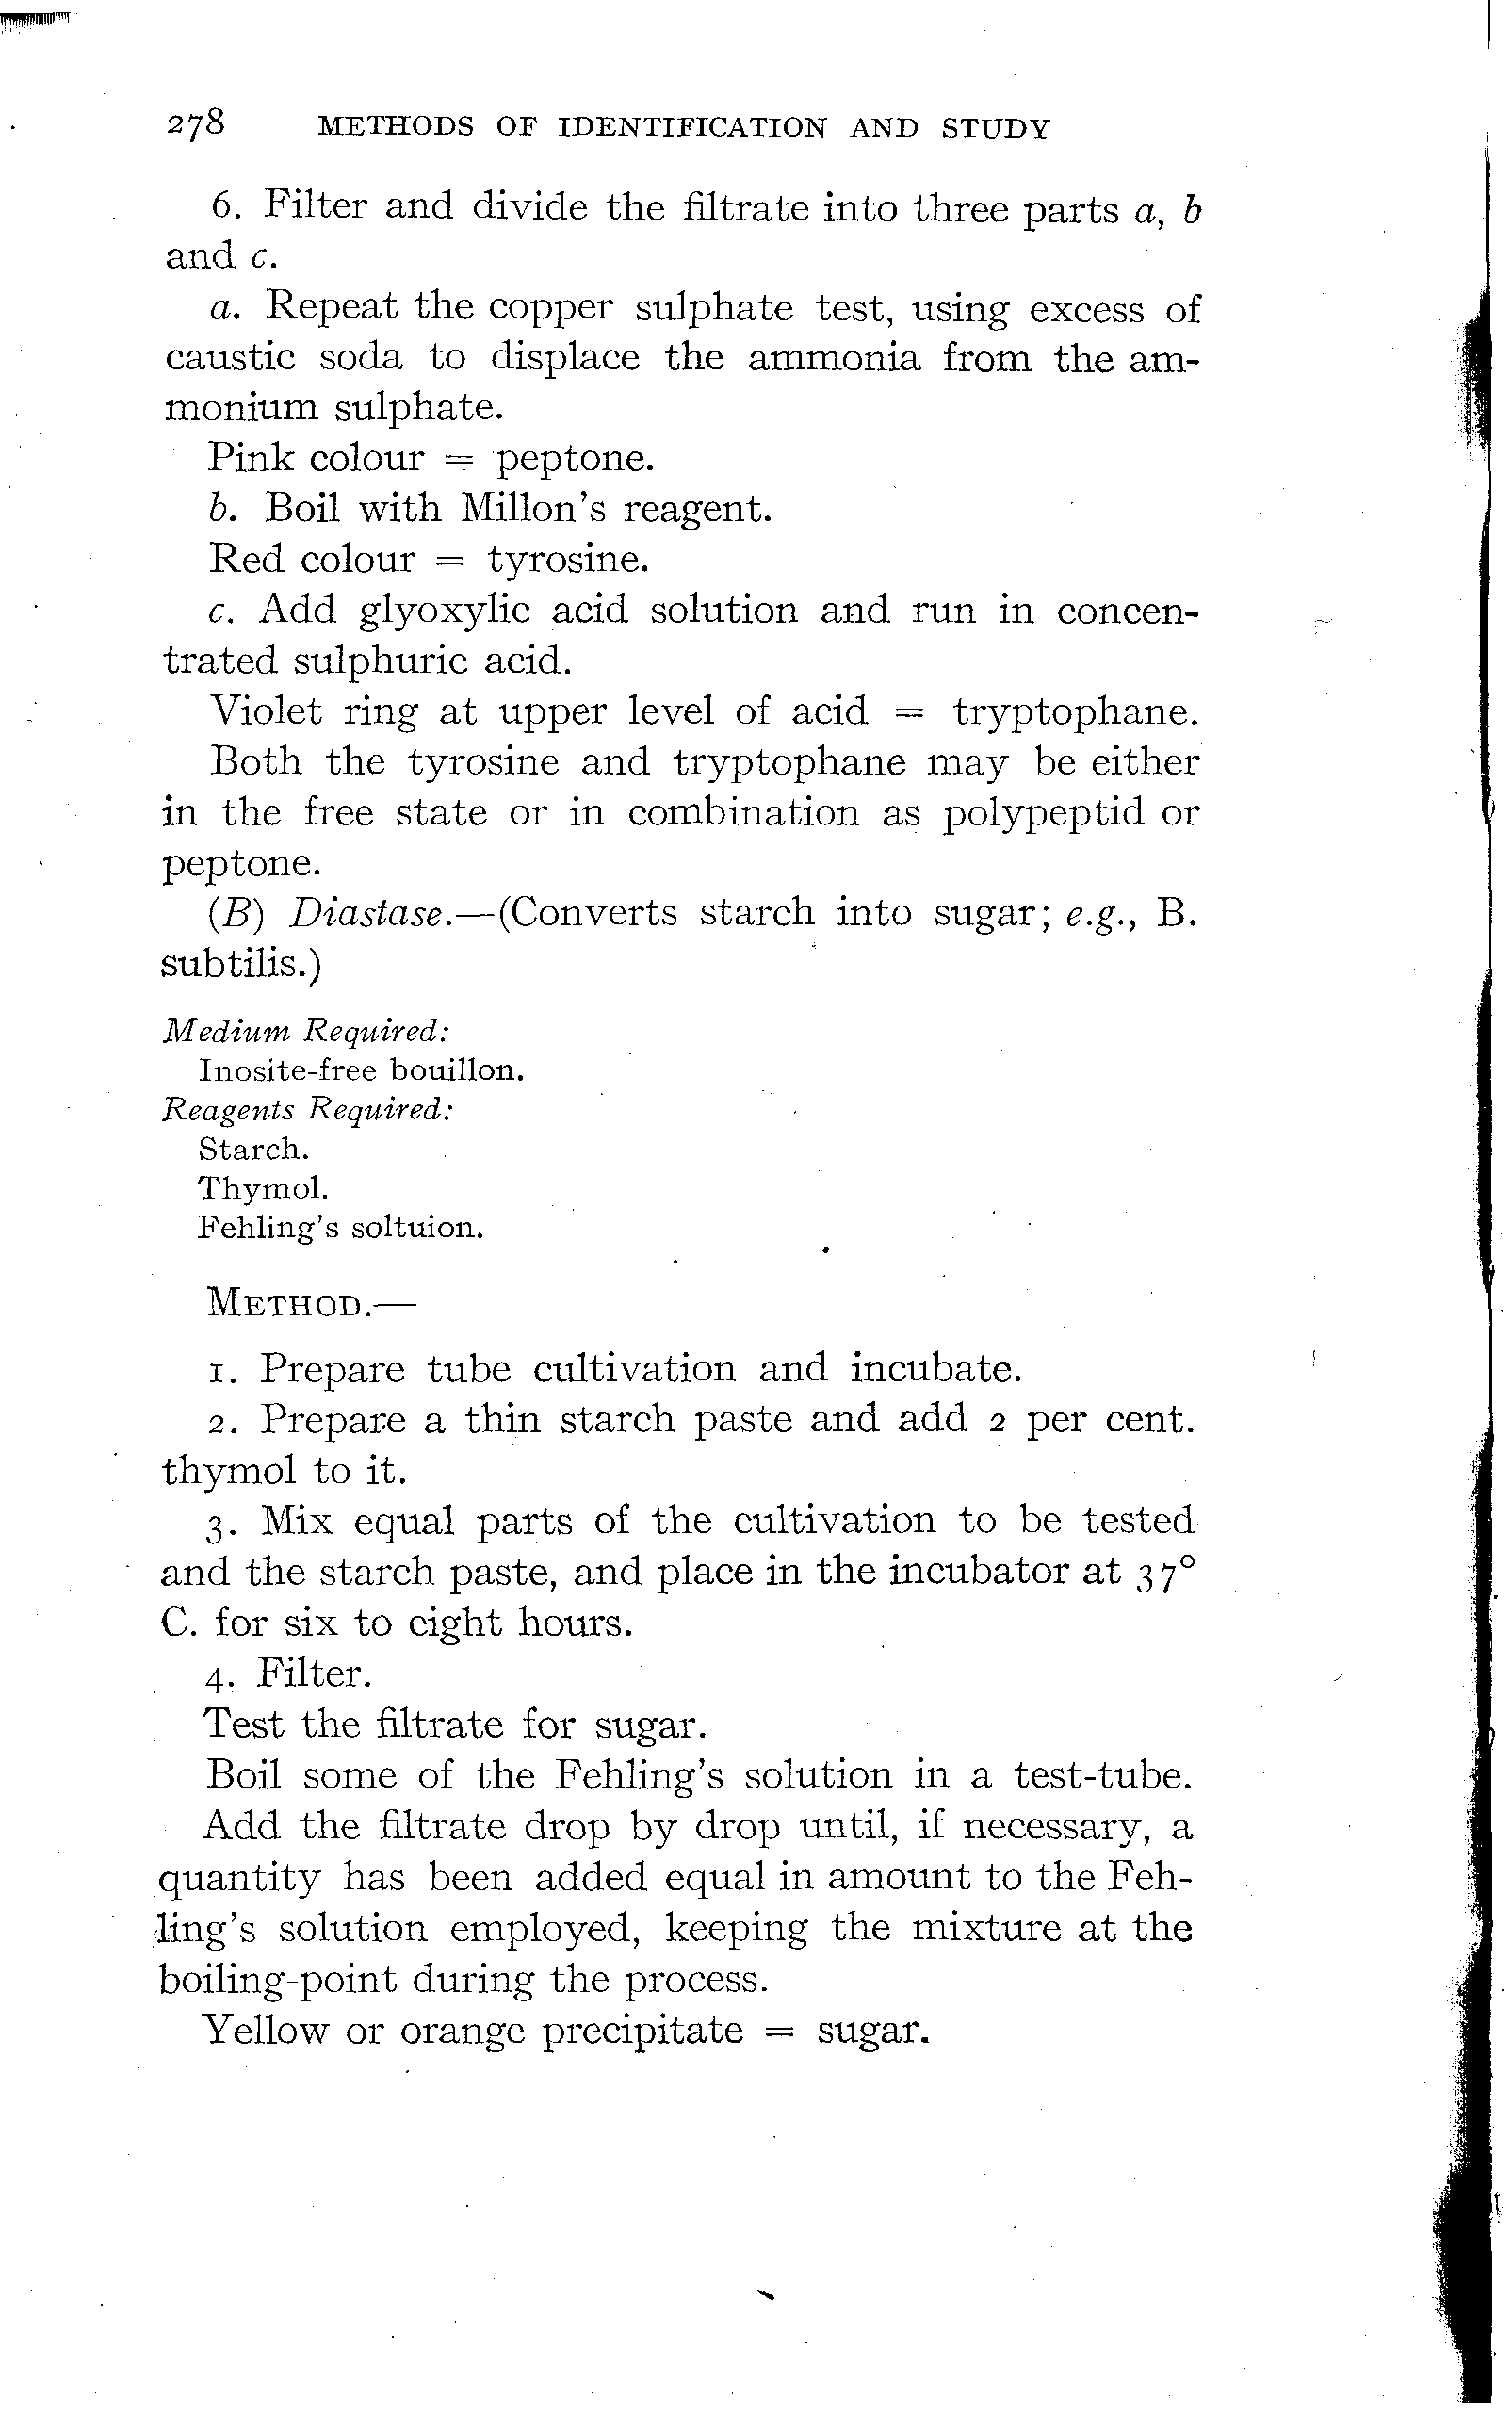 278 METHODS OF IDENTIFICATION AND STUDY
6. Filter and divide the filtrate into three parts a, b
and c.
a. Repeat the copper sulphate test, using excess of
caustic soda to displace the ammonia from the am-
monium sulphate.
Pink colour = peptone.
b. Boil with Millon's reagent.
Red colour = tyrosine.
c. Add glyoxylic acid solution and run in concen-
trated sulphuric acid.
Violet ring at upper level of acid = tryptophane.
Both the tyrosine and tryptophane may be either
in the free state or in combination as polypeptid or
peptone.
(B) Diastase.—(Converts starch into sugar; e.g., B.
subtilis.)
Medium Required:
Inosite-free bouillon.
Reagents Required:
Starch.
Thymol.
Fehling's soltuion.
METHOD.—
1. Prepare tube cultivation and incubate.
2. Prepare a thin starch paste and add 2 per cent.
thymol to it.
3. Mix equal parts of the cultivation to be tested
and the starch paste, and place in the incubator at 37°
C. for six to eight hours.
4. Filter.
Test the filtrate for sugar.
Boil some of the Fehling's solution in a test-tube.
Add the filtrate drop by drop until, if necessary, a
quantity has been added equal in amount to the Feh-
ling's solution employed, keeping the mixture at the
boiling-point during the process.
Yellow or orange precipitate = sugar.